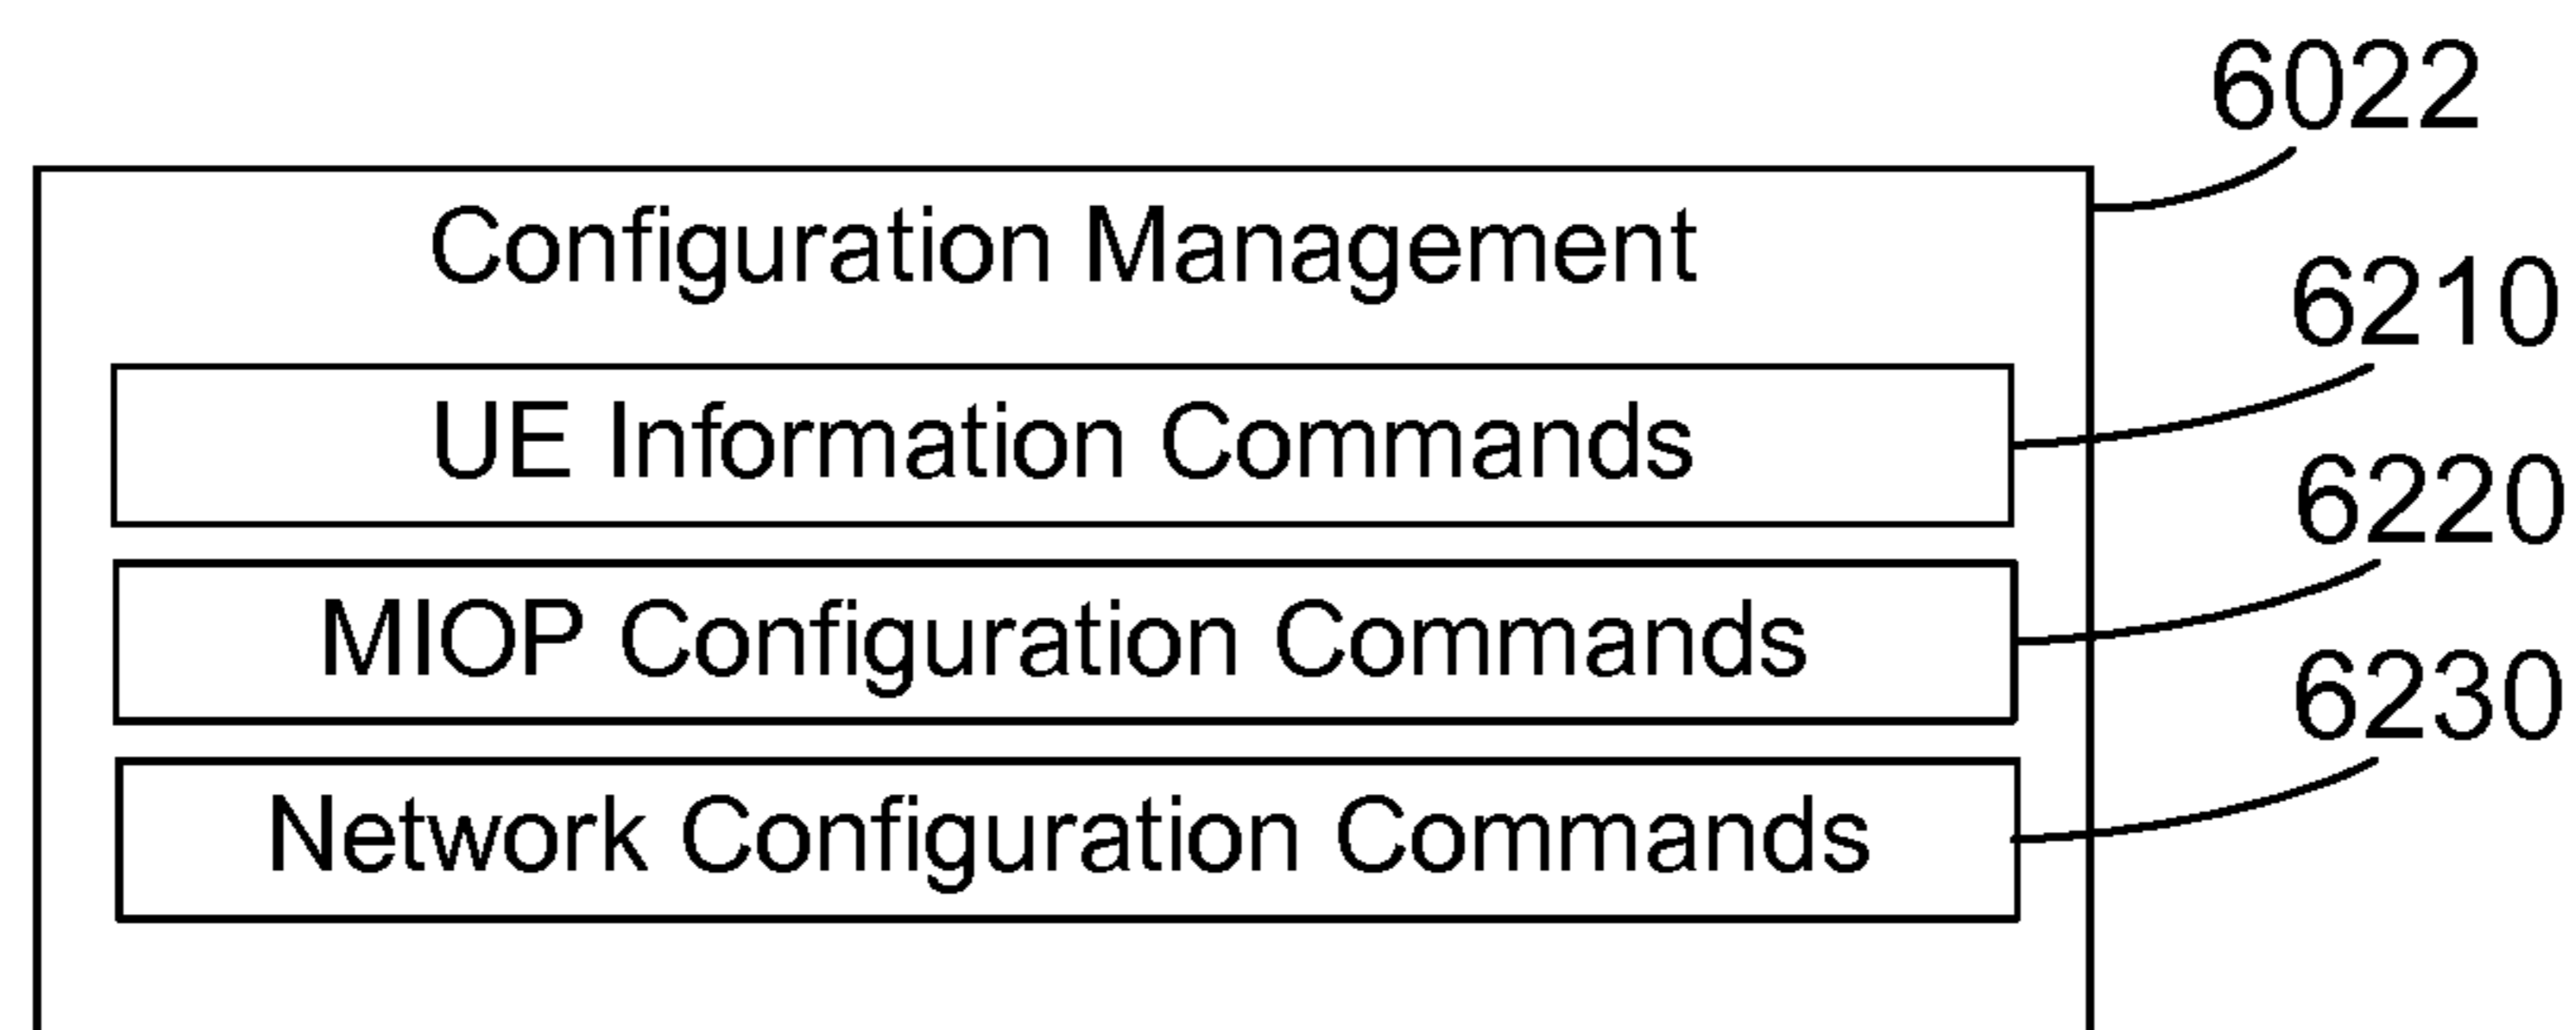 6022
Configuration Management
6210
UE Information Commands
6220
MIOP Configuration Commands
6230
Network Configuration Commands